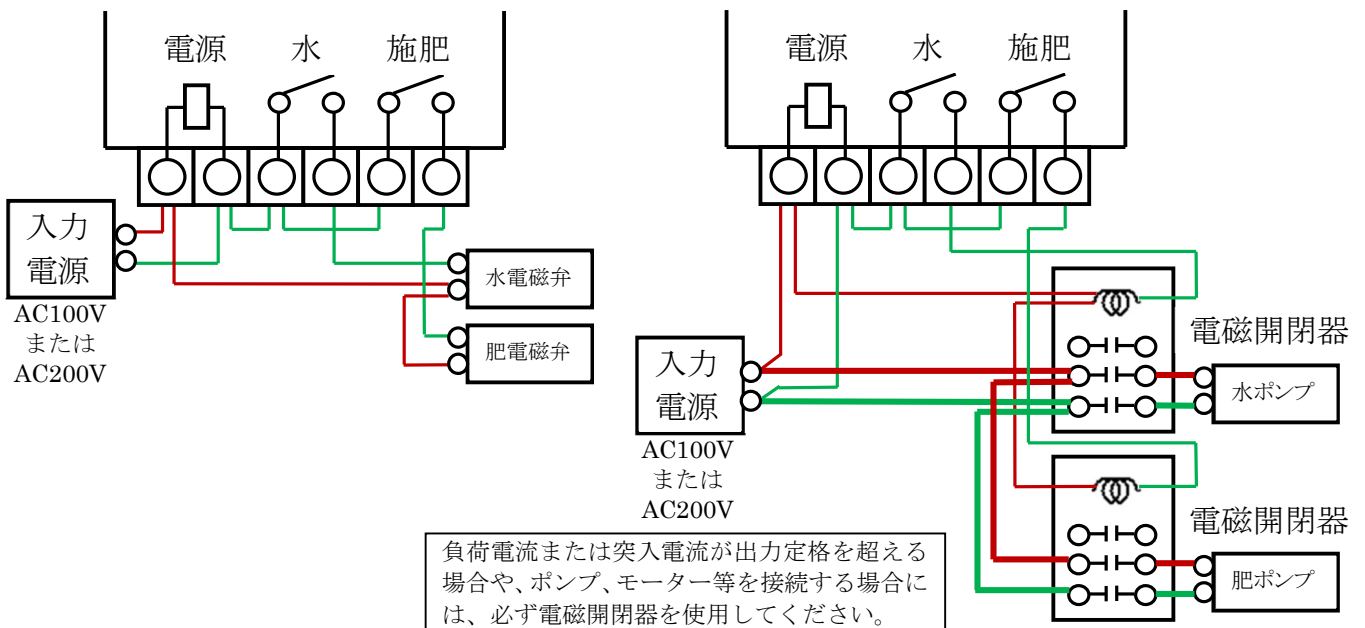 電源 水 施肥
入力
電源
AC100V
または
AC200V
水電磁弁
肥電磁弁
電源 水 施肥
入力
電源
AC100V
または
AC200V
電磁開閉器
水ポンプ
電磁開閉器
肥ポンプ
負荷電流または突入電流が出力定格を超える
場合や、ポンプ、モーター等を接続する場合に
は、必ず電磁開閉器を使用してください。